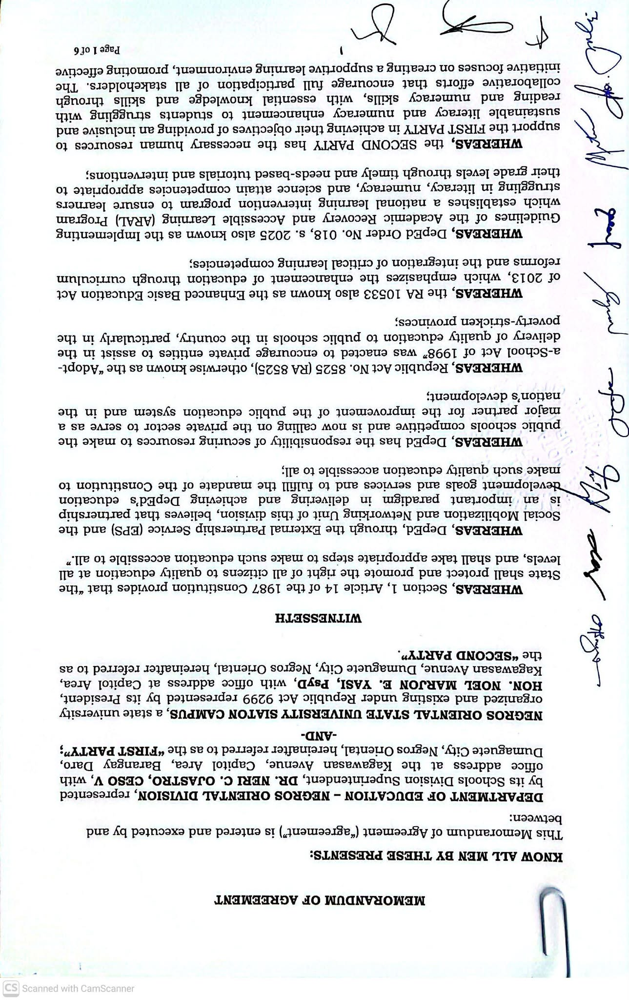 MEMORANDUM OF AGREEMENT
KNOW ALL MEN BY THESE PRESENTS:
This Memorandum of Agreement ("agreement") is entered and executed by and
between:
DEPARTMENT OF EDUCATION – NEGROS ORIENTAL DIVISION, represented
by its Schools Division Superintendent, DR. NERI C. OJASTRO, CESO V, with
office address at the Kagawasan Avenue, Capitol Area, Barangay Daro,
Dumaguete City, Negros Oriental, hereinafter referred to as the "FIRST PARTY";
-AND-
NEGROS ORIENTAL STATE UNIVERSITY SIATON CAMPUS, a state university
organized and existing under Republic Act 9299 represented by its President,
HON. NOEL MARJON E. YASI, PsyD, with office address at Capitol Area,
Kagawasan Avenue, Dumaguete City, Negros Oriental, hereinafter referred to as
the "SECOND PARTY".
WITNESSETH
WHEREAS, Section 1, Article 14 of the 1987 Constitution provides that "the
State shall protect and promote the right of all citizens to quality education at all
levels, and shall take appropriate steps to make such education accessible to all."
WHEREAS, DepEd, through the External Partnership Service (EPS) and the
Social Mobilization and Networking Unit of this division, believes that partnership
is an important paradigm in delivering and achieving DepEd's education
development goals and services and to fulfill the mandate of the Constitution to
make such quality education accessible to all;
WHEREAS, DepEd has the responsibility of securing resources to make the
public schools competitive and is now calling on the private sector to serve as a
major partner for the improvement of the public education system and in the
nation's development;
WHEREAS, Republic Act No. 8525 (RA 8525), otherwise known as the "Adopt-
a-School Act of 1998" was enacted to encourage private entities to assist in the
delivery of quality education to public schools in the country, particularly in the
poverty-stricken provinces;
WHEREAS, the RA 10533 also known as the Enhanced Basic Education Act
of 2013, which emphasizes the enhancement of education through curriculum
reforms and the integration of critical learning competencies;
WHEREAS, DepEd Order No. 018, s. 2025 also known as the Implementing
Guidelines of the Academic Recovery and Accessible Learning (ARAL) Program
which establishes a national learning intervention program to ensure learners
struggling in literacy, numeracy, and science attain competencies appropriate to
their grade levels through timely and needs-based tutorials and interventions;
WHEREAS, the SECOND PARTY has the necessary human resources to
support the FIRST PARTY in achieving their objectives of providing an inclusive and
sustainable literacy and numeracy enhancement to students struggling with
reading and numeracy skills, with essential knowledge and skills through
collaborative efforts that encourage full participation of all stakeholders. The
initiative focuses on creating a supportive learning environment, promoting effective
Page 1 of 6
CS Scanned with CamScanner